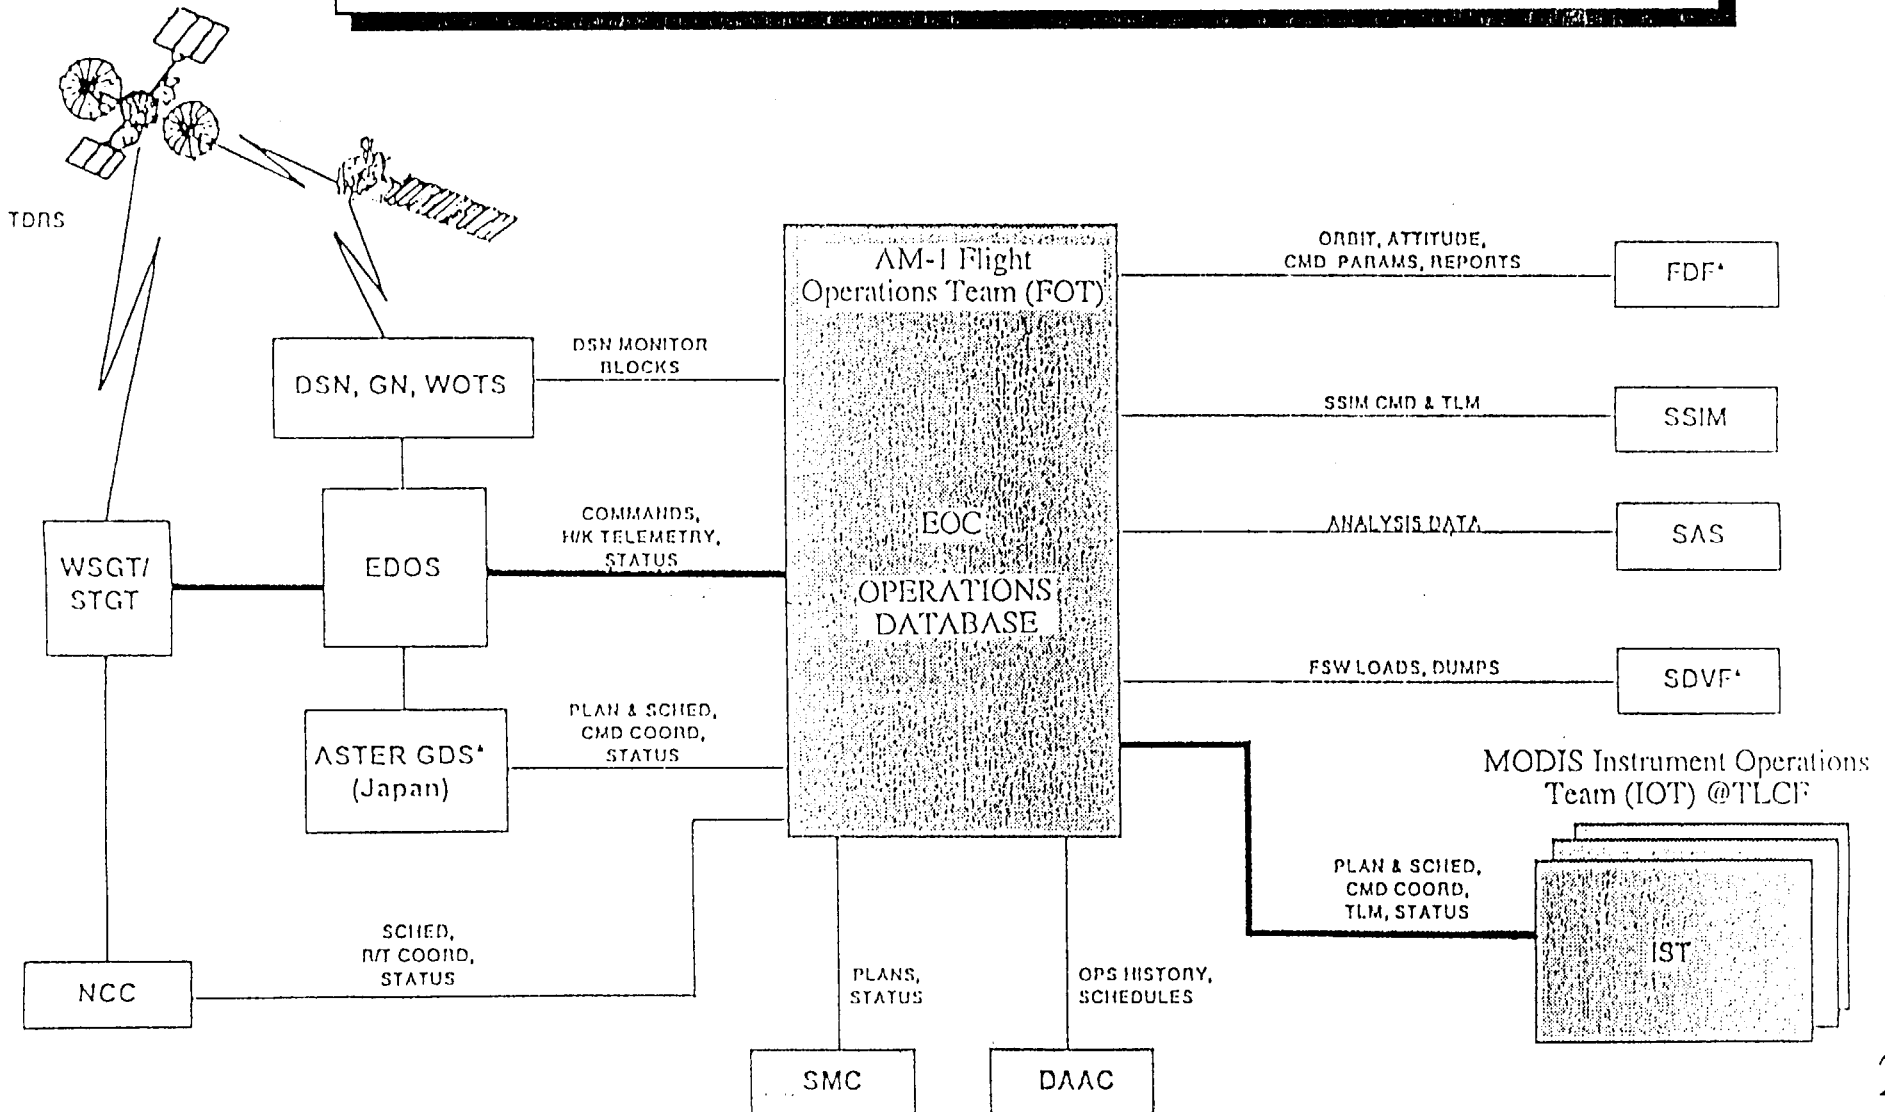 TDRS
AM-1 Flight
Operations Team (FOT)
EOC
OPERATIONS
DATABASE
DSN, GN, WOTS
DSN MONITOR
BLOCKS
WSGT/
STGT
EDOS
COMMANDS,
H/K TELEMETRY,
STATUS
ASTER GDS*
(Japan)
PLAN & SCHED,
CMD COORD,
STATUS
NCC
SCHED,
R/T COORD,
STATUS
PLANS,
STATUS
SMC
OPS HISTORY,
SCHEDULES
DAAC
ORBIT, ATTITUDE,
CMD PARAMS, REPORTS
FDF*
SSIM CMD & TLM
SSIM
ANALYSIS DATA
SAS
FSW LOADS, DUMPS
SDVF*
MODIS Instrument Operations
Team (IOT) @TLCF
PLAN & SCHED,
CMD COORD,
TLM, STATUS
IST